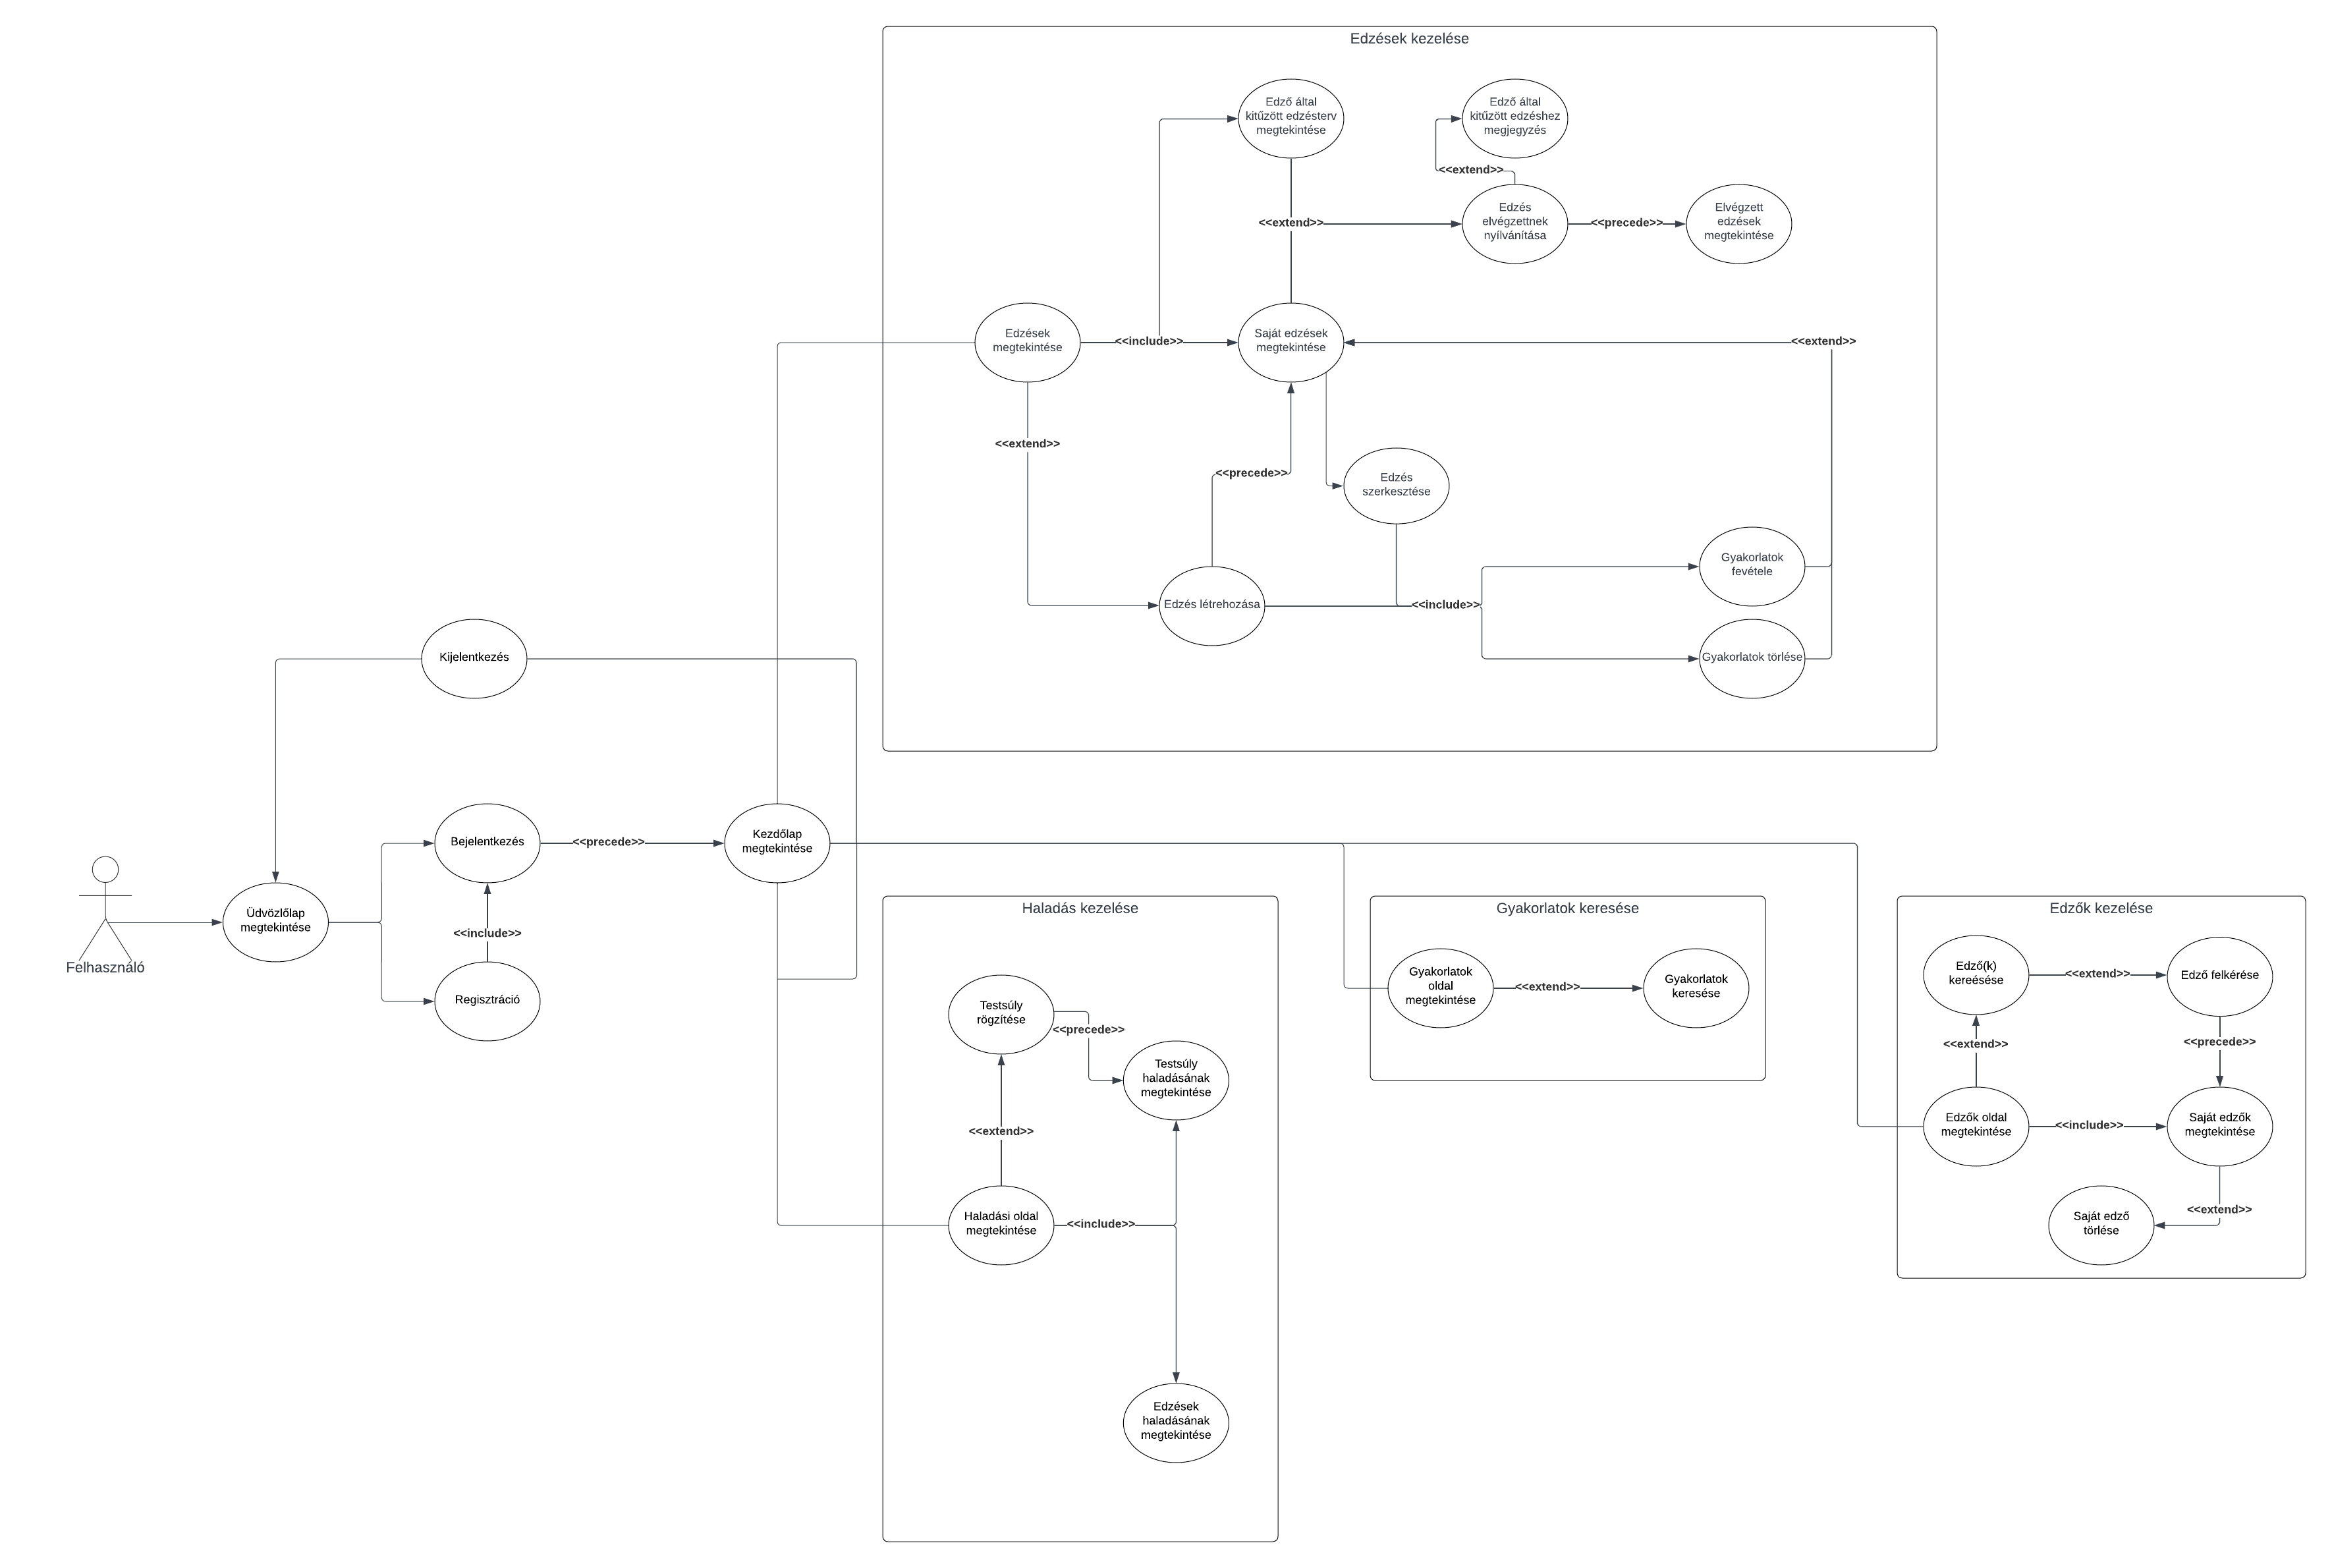 Edzések kezelése
Edző által
kitűzött edzésterv
megtekintése
Edző által
kitűzött edzéshez
megjegyzés
<<extend>>
<<extend>>
Edzés
elvégzettnek
nyílvánítása
<<precede>>
Elvégzett
edzések
megtekintése
Edzések
megtekintése
<<include>>
Saját edzések
megtekintése
<<extend>>
<<extend>>
<<precede>>
Edzés
szerkesztése
Edzés létrehozása
<<include>>
Gyakorlatok
fevétele
Gyakorlatok törlése
Kijelentkezés
Felhasználó
Üdvözlőlap
megtekintése
Bejelentkezés
<<precede>>
Kezdőlap
megtekintése
<<include>>
Regisztráció
Haladás kezelése
Testsúly
rögzítése
<<precede>>
Testsúly
haladásának
megtekintése
<<extend>>
Haladási oldal
megtekintése
<<include>>
Edzések
haladásának
megtekintése
Gyakorlatok keresése
Gyakorlatok
oldal
megtekintése
<<extend>>
Gyakorlatok
keresése
Edzők kezelése
Edző(k)
kereésése
<<extend>>
Edző felkérése
<<extend>>
<<precede>>
Edzők oldal
megtekintése
<<include>>
Saját edzők
megtekintése
<<extend>>
Saját edző
törlése